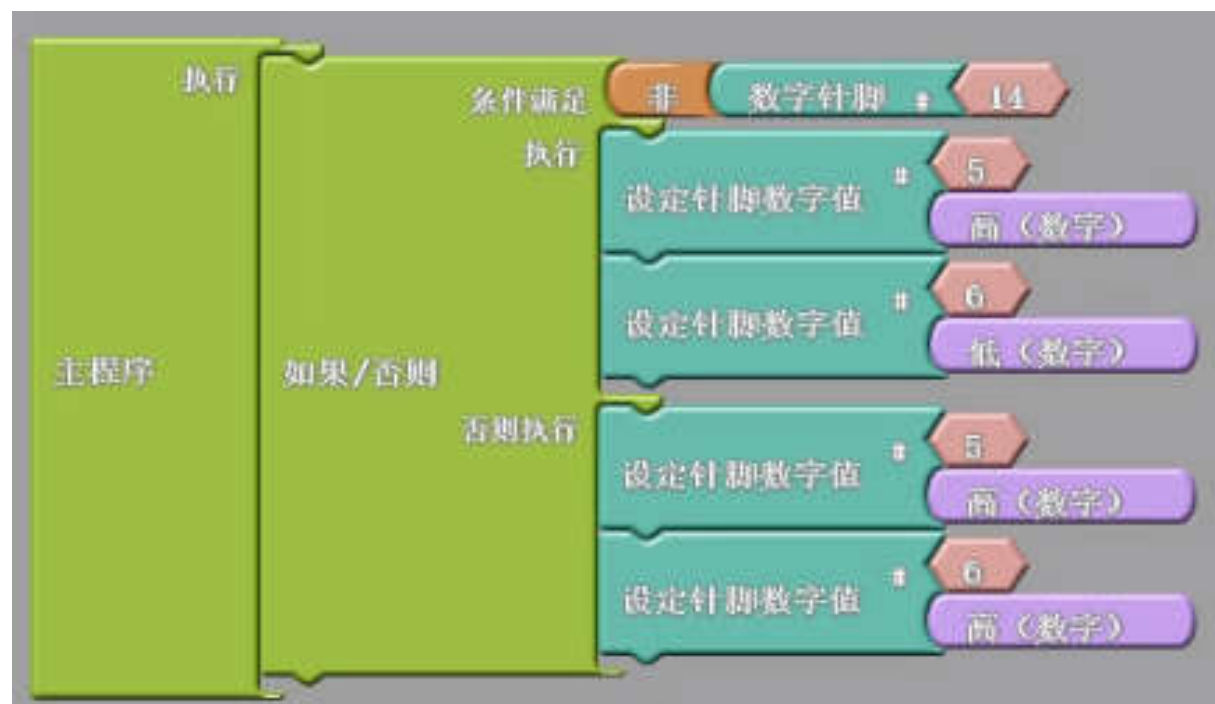 执行
条件满足 非 数字针脚 # 14
执行
设定针脚数字值 # 5
高（数字）
设定针脚数字值 # 6
低（数字）
主程序 如果/否则
否则执行
设定针脚数字值 # 5
高（数字）
设定针脚数字值 # 6
高（数字）